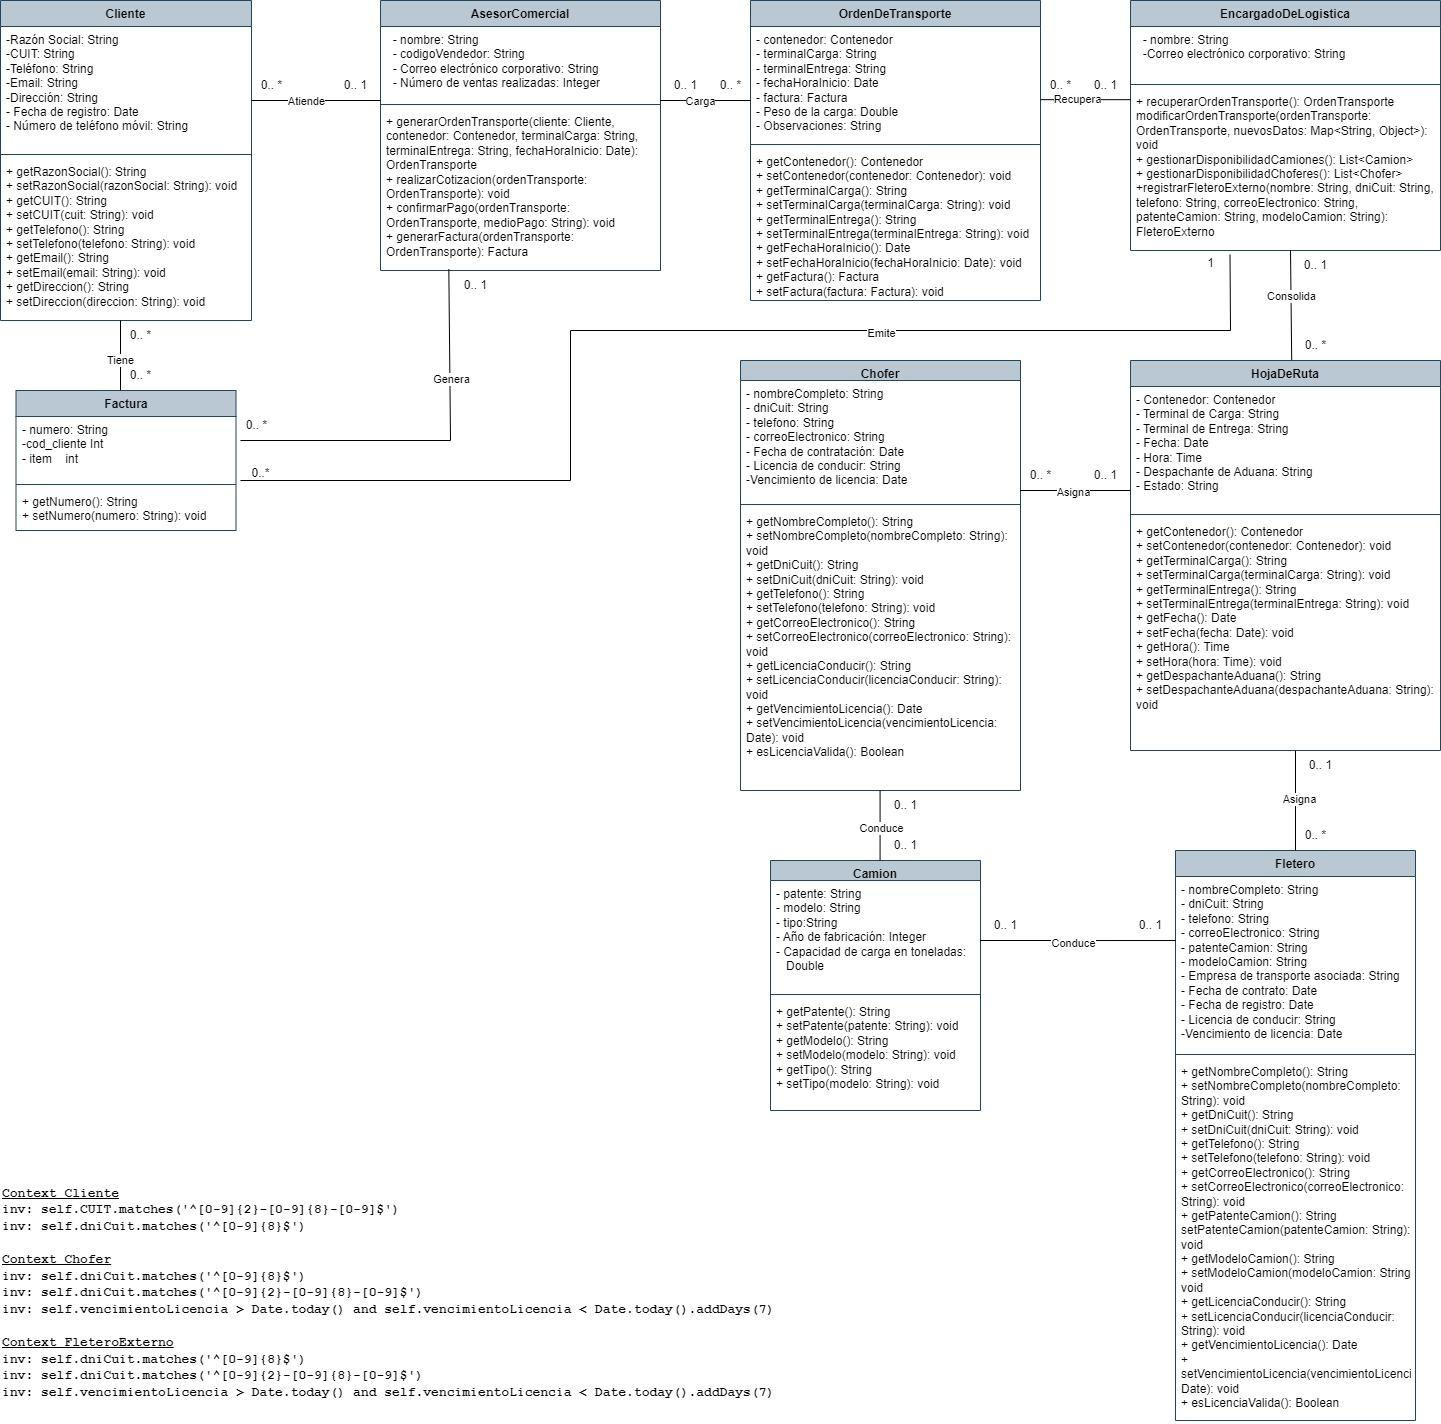 Cliente
-Razón Social: String
-CUIT: String
-Teléfono: String
-Email: String
-Dirección: String
- Fecha de registro: Date
- Número de teléfono móvil: String
+ getRazonSocial(): String
+ setRazonSocial(razonSocial: String): void
+ getCUIT(): String
+ setCUIT(cuit: String): void
+ getTelefono(): String
+ setTelefono(telefono: String): void
+ getEmail(): String
+ setEmail(email: String): void
+ getDireccion(): String
+ setDireccion(direccion: String): void
0.. *
Atiende
0.. 1
AsesorComercial
- nombre: String
- codigoVendedor: String
- Correo electrónico corporativo: String
- Número de ventas realizadas: Integer
+ generarOrdenTransporte(cliente: Cliente,
contenedor: Contenedor, terminalCarga: String,
terminalEntrega: String, fechaHoraInicio: Date):
OrdenTransporte
+ realizarCotizacion(ordenTransporte:
OrdenTransporte): void
+ confirmarPago(ordenTransporte:
OrdenTransporte, medioPago: String): void
+ generarFactura(ordenTransporte:
OrdenTransporte): Factura
0.. 1
Carga
0.. *
OrdenDeTransporte
- contenedor: Contenedor
- terminalCarga: String
- terminalEntrega: String
- fechaHoraInicio: Date
- factura: Factura
- Peso de la carga: Double
- Observaciones: String
+ getContenedor(): Contenedor
+ setContenedor(contenedor: Contenedor): void
+ getTerminalCarga(): String
+ setTerminalCarga(terminalCarga: String): void
+ getTerminalEntrega(): String
+ setTerminalEntrega(terminalEntrega: String): void
+ getFechaHoraInicio(): Date
+ setFechaHoraInicio(fechaHoraInicio: Date): void
+ getFactura(): Factura
+ setFactura(factura: Factura): void
0.. *
Recupera
0.. 1
EncargadoDeLogistica
- nombre: String
-Correo electrónico corporativo: String
+ recuperarOrdenTransporte(): OrdenTransporte
modificarOrdenTransporte(ordenTransporte:
OrdenTransporte, nuevosDatos: Map<String, Object>):
void
+ gestionarDisponibilidadCamiones(): List<Camion>
+ gestionarDisponibilidadChoferes(): List<Chofer>
+registrarFleteroExterno(nombre: String, dniCuit: String,
telefono: String, correoElectronico: String,
patenteCamion: String, modeloCamion: String):
FleteroExterno
1
0.. 1
Consolida
0.. *
Emite
0.. 1
Genera
0.. *
0..*
0.. *
Tiene
0.. *
Factura
- numero: String
-cod_cliente Int
- item    int
+ getNumero(): String
+ setNumero(numero: String): void
Chofer
- nombreCompleto: String
- dniCuit: String
- telefono: String
- correoElectronico: String
- Fecha de contratación: Date
- Licencia de conducir: String
-Vencimiento de licencia: Date
+ getNombreCompleto(): String
+ setNombreCompleto(nombreCompleto: String):
void
+ getDniCuit(): String
+ setDniCuit(dniCuit: String): void
+ getTelefono(): String
+ setTelefono(telefono: String): void
+ getCorreoElectronico(): String
+ setCorreoElectronico(correoElectronico: String):
void
+ getLicenciaConducir(): String
+ setLicenciaConducir(licenciaConducir: String):
void
+ getVencimientoLicencia(): Date
+ setVencimientoLicencia(vencimientoLicencia:
Date): void
+ esLicenciaValida(): Boolean
0.. *
Asigna
0.. 1
HojaDeRuta
- Contenedor: Contenedor
- Terminal de Carga: String
- Terminal de Entrega: String
- Fecha: Date
- Hora: Time
- Despachante de Aduana: String
- Estado: String
+ getContenedor(): Contenedor
+ setContenedor(contenedor: Contenedor): void
+ getTerminalCarga(): String
+ setTerminalCarga(terminalCarga: String): void
+ getTerminalEntrega(): String
+ setTerminalEntrega(terminalEntrega: String): void
+ getFecha(): Date
+ setFecha(fecha: Date): void
+ getHora(): Time
+ setHora(hora: Time): void
+ getDespachanteAduana(): String
+ setDespachanteAduana(despachanteAduana: String):
void
0.. 1
Asigna
0.. *
0.. 1
Conduce
0.. 1
Camion
- patente: String
- modelo: String
- tipo:String
- Año de fabricación: Integer
- Capacidad de carga en toneladas:
Double
+ getPatente(): String
+ setPatente(patente: String): void
+ getModelo(): String
+ setModelo(modelo: String): void
+ getTipo(): String
+ setTipo(modelo: String): void
0.. 1
Conduce
0.. 1
Fletero
- nombreCompleto: String
- dniCuit: String
- telefono: String
- correoElectronico: String
- patenteCamion: String
- modeloCamion: String
- Empresa de transporte asociada: String
- Fecha de contrato: Date
- Fecha de registro: Date
- Licencia de conducir: String
-Vencimiento de licencia: Date
+ getNombreCompleto(): String
+ setNombreCompleto(nombreCompleto:
String): void
+ getDniCuit(): String
+ setDniCuit(dniCuit: String): void
+ getTelefono(): String
+ setTelefono(telefono: String): void
+ getCorreoElectronico(): String
+ setCorreoElectronico(correoElectronico:
String): void
+ getPatenteCamion(): String
setPatenteCamion(patenteCamion: String):
void
+ getModeloCamion(): String
+ setModeloCamion(modeloCamion: String
void
+ getLicenciaConducir(): String
+ setLicenciaConducir(licenciaConducir:
String): void
+ getVencimientoLicencia(): Date
+
setVencimientoLicencia(vencimientoLicenci
Date): void
+ esLicenciaValida(): Boolean
Context Cliente
inv: self.CUIT.matches('^[0-9]{2}-[0-9]{8}-[0-9]$')
inv: self.dniCuit.matches('^[0-9]{8}$')
Context Chofer
inv: self.dniCuit.matches('^[0-9]{8}$')
inv: self.dniCuit.matches('^[0-9]{2}-[0-9]{8}-[0-9]$')
inv: self.vencimientoLicencia > Date.today() and self.vencimientoLicencia < Date.today().addDays(7)
Context FleteroExterno
inv: self.dniCuit.matches('^[0-9]{8}$')
inv: self.dniCuit.matches('^[0-9]{2}-[0-9]{8}-[0-9]$')
inv: self.vencimientoLicencia > Date.today() and self.vencimientoLicencia < Date.today().addDays(7)